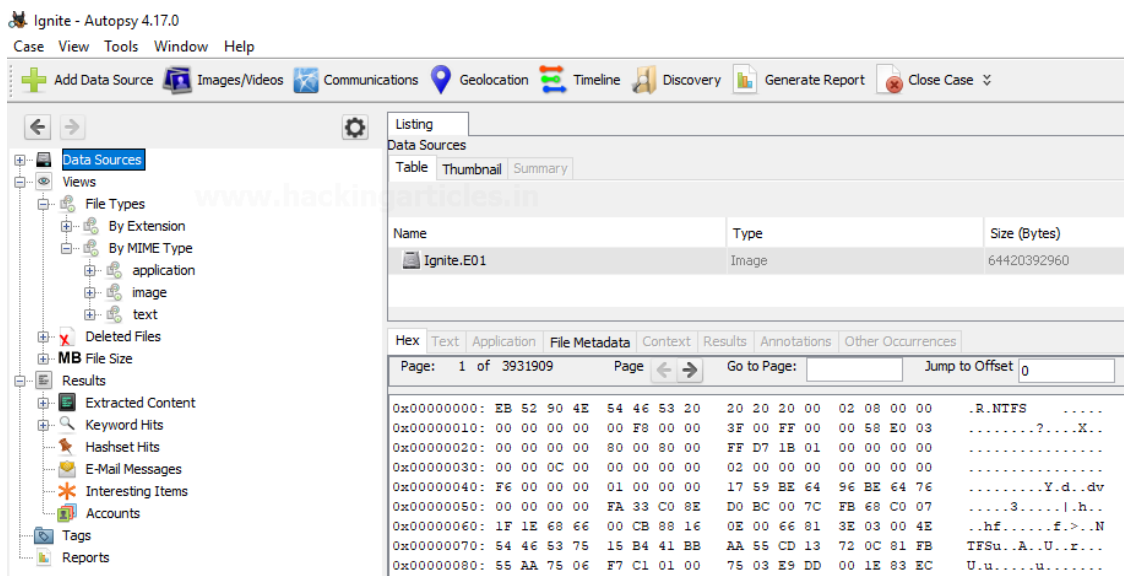 Ignite - Autopsy 4.17.0
Case View Tools Window Help
Add Data Source Images/Videos Communications Geolocation Timeline Discovery Generate Report Close Case
Listing
Data Sources
Table Thumbnail Summary
Data Sources
Views
File Types
By Extension
By MIME Type
application
image
text
Deleted Files
MB File Size
Results
Extracted Content
Keyword Hits
Hashset Hits
E-Mail Messages
Interesting Items
Accounts
Tags
Reports
www.hackingarticles.in
Name Type Size (Bytes)
Ignite.E01 Image 64420392960
Hex Text Application File Metadata Context Results Annotations Other Occurrences
Page: 1 of 3931909 Page Go to Page: Jump to Offset 0
0x00000000: EB 52 90 4E 54 46 53 20 20 20 20 00 02 08 00 00 .R.NTFS .....
0x00000010: 00 00 00 00 00 F8 00 00 3F 00 FF 00 00 58 E0 03 ........?....X..
0x00000020: 00 00 00 00 80 00 80 00 FF D7 1B 01 00 00 00 00 ................
0x00000030: 00 00 0C 00 00 00 00 00 02 00 00 00 00 00 00 00 ................
0x00000040: F6 00 00 00 01 00 00 00 17 59 BE 64 96 BE 64 76 .........Y.d..dv
0x00000050: 00 00 00 00 FA 33 C0 8E D0 BC 00 7C FB 68 C0 07 .....3.....|.h..
0x00000060: 1F 1E 68 66 00 CB 88 16 0E 00 66 81 3E 03 00 4E ..hf......f.>..N
0x00000070: 54 46 53 75 15 B4 41 BB AA 55 CD 13 72 0C 81 FB TFSu..A..U..r...
0x00000080: 55 AA 75 06 F7 C1 01 00 75 03 E9 DD 00 1E 83 EC U.u.....u.......